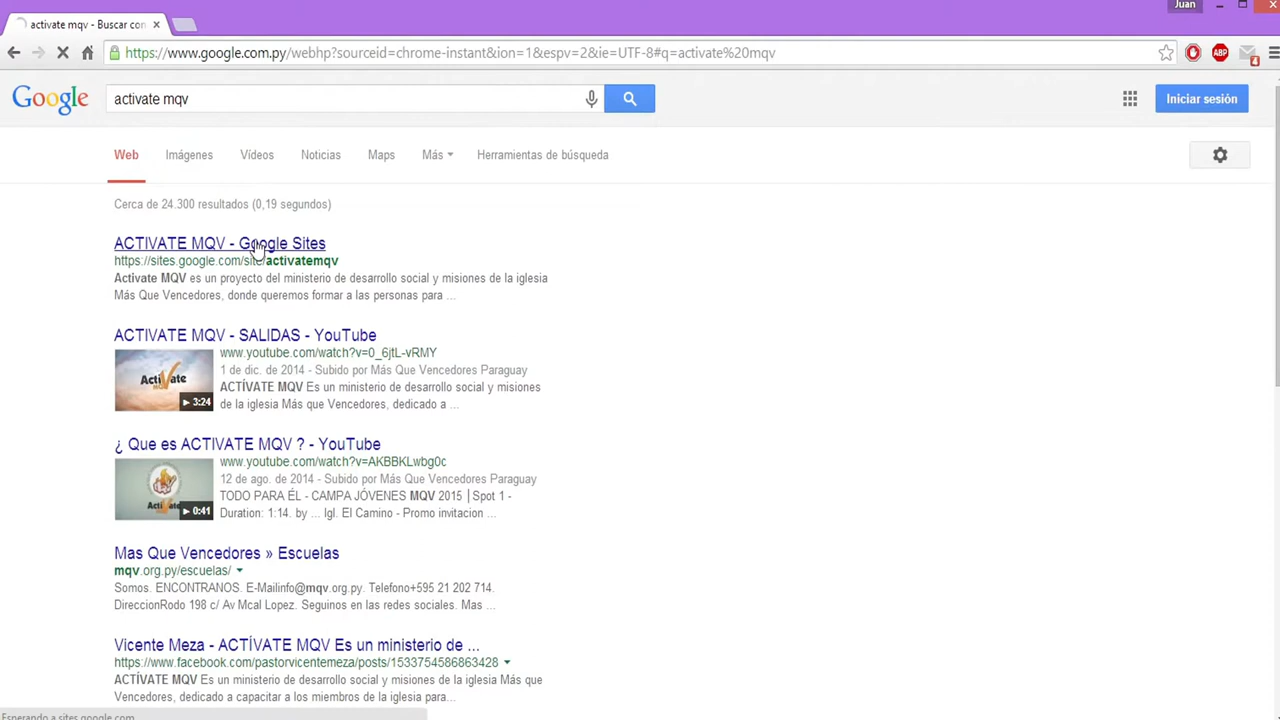 Juan
activate mqv - Buscar con
https://www.google.com.py/webhp?sourceid=chrome-instant&ion=1&espv=2&ie=UTF-8#q=activate%20mqv
ABP
4
Google
activate mqv
Iniciar sesión
Web Imágenes Vídeos Noticias Maps Más Herramientas de búsqueda
Cerca de 24.300 resultados (0,19 segundos)
ACTIVATE MQV - Google Sites
https://sites.google.com/site/activatemqv
Activate MQV es un proyecto del ministerio de desarrollo social y misiones de la iglesia
Más Que Vencedores, donde queremos formar a las personas para ...
ACTIVATE MQV - SALIDAS - YouTube
www.youtube.com/watch?v=0_6jtL-vRMY
1 de dic. de 2014 - Subido por Más Que Vencedores Paraguay
ACTÍVATE MQV Es un ministerio de desarrollo social y misiones
de la iglesia Más que Vencedores, dedicado a ...
Activate
MQV
3:24
¿ Que es ACTIVATE MQV ? - YouTube
www.youtube.com/watch?v=AKBBKLwbg0c
12 de ago. de 2014 - Subido por Más Que Vencedores Paraguay
TODO PARA ÉL - CAMPA JÓVENES MQV 2015 | Spot 1 -
Duration: 1:14. by ... Igl. El Camino - Promo invitacion ...
0:41
Mas Que Vencedores » Escuelas
mqv.org.py/escuelas/
Somos. ENCONTRANOS. E-Mailinfo@mqv.org.py. Telefono+595 21 202 714.
DireccionRodo 198 c/ Av Mcal Lopez. Seguinos en las redes sociales. Mas ...
Vicente Meza - ACTÍVATE MQV Es un ministerio de ...
https://www.facebook.com/pastorvicentemeza/posts/1533754586863428
ACTÍVATE MQV Es un ministerio de desarrollo social y misiones de la iglesia Más que
Vencedores, dedicado a capacitar a los miembros de la iglesia para...
Esperando a sites.google.com